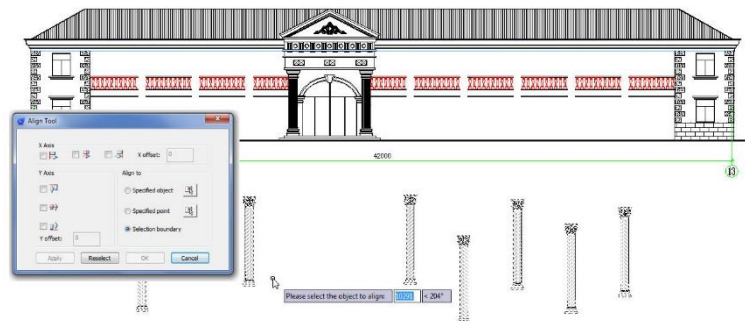 42000
13
Align Tool
X Axis
X offset: 0
Y Axis
Align to
Specified object
Specified point
Selection boundary
Y offset: 0
Apply Reselect OK Cancel
Please select the object to align: < 204°